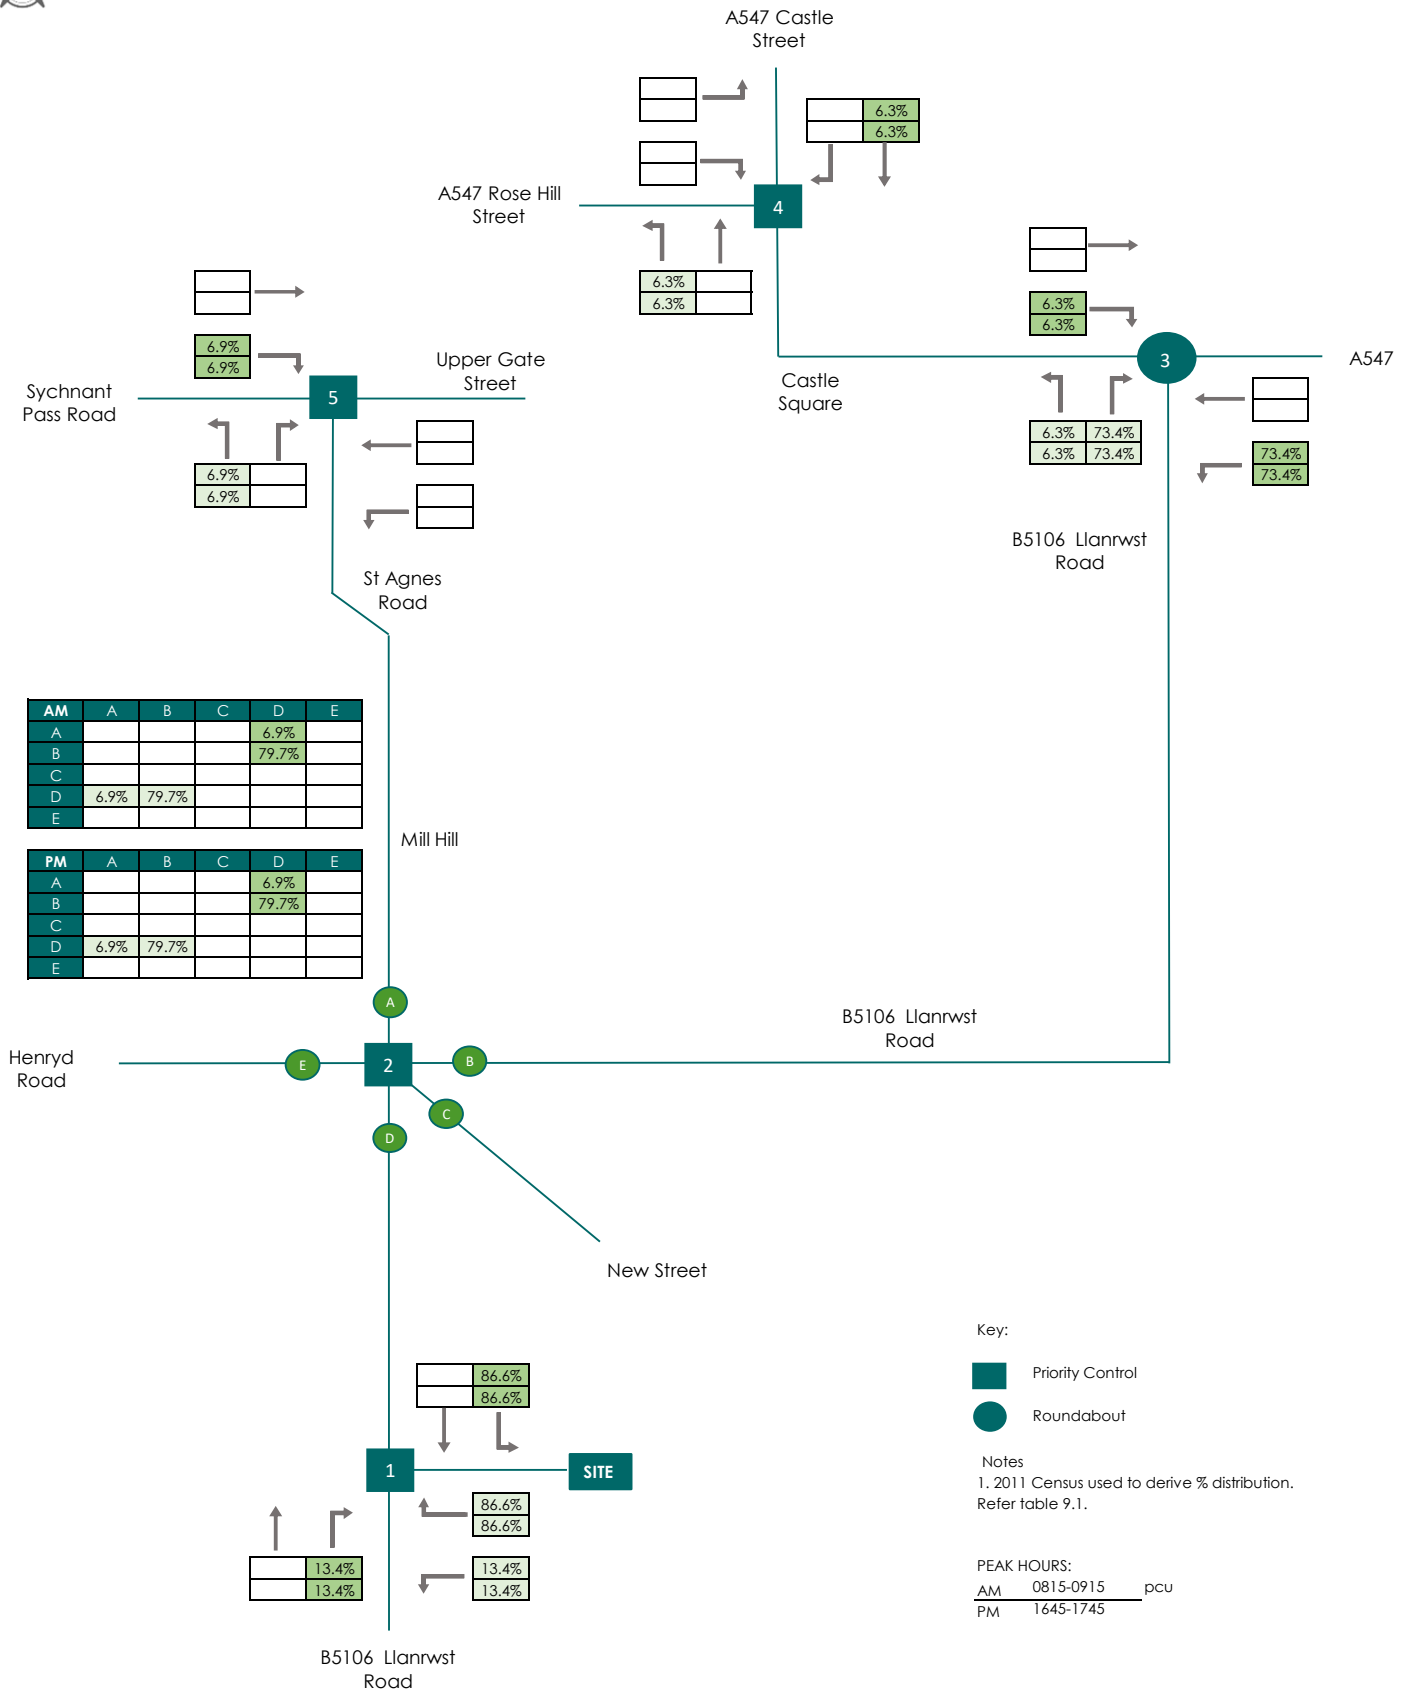 A547 Castle
Street
6.3%
6.3%
A547 Rose Hill
Street
4
6.3%
6.3%
6.3%
6.3%
3
A547
Castle
Square
6.3% 73.4%
6.3% 73.4%
73.4%
73.4%
6.9%
6.9%
Upper Gate
Street
Sychnant
Pass Road
5
6.9%
6.9%
B5106 Llanrwst
Road
St Agnes
Road
AM A B C D E
A 6.9%
B 79.7%
C
D 6.9% 79.7%
E
Mill Hill
PM A B C D E
A 6.9%
B 79.7%
C
D 6.9% 79.7%
E
A
B5106 Llanrwst
Road
Henryd
Road
E
2
B
C
D
New Street
86.6%
86.6%
1
SITE
86.6%
86.6%
13.4%
13.4%
13.4%
13.4%
B5106 Llanrwst
Road
Key:
Priority Control
Roundabout
Notes
1. 2011 Census used to derive % distribution.
Refer table 9.1.
PEAK HOURS:
AM 0815-0915 pcu
PM 1645-1745